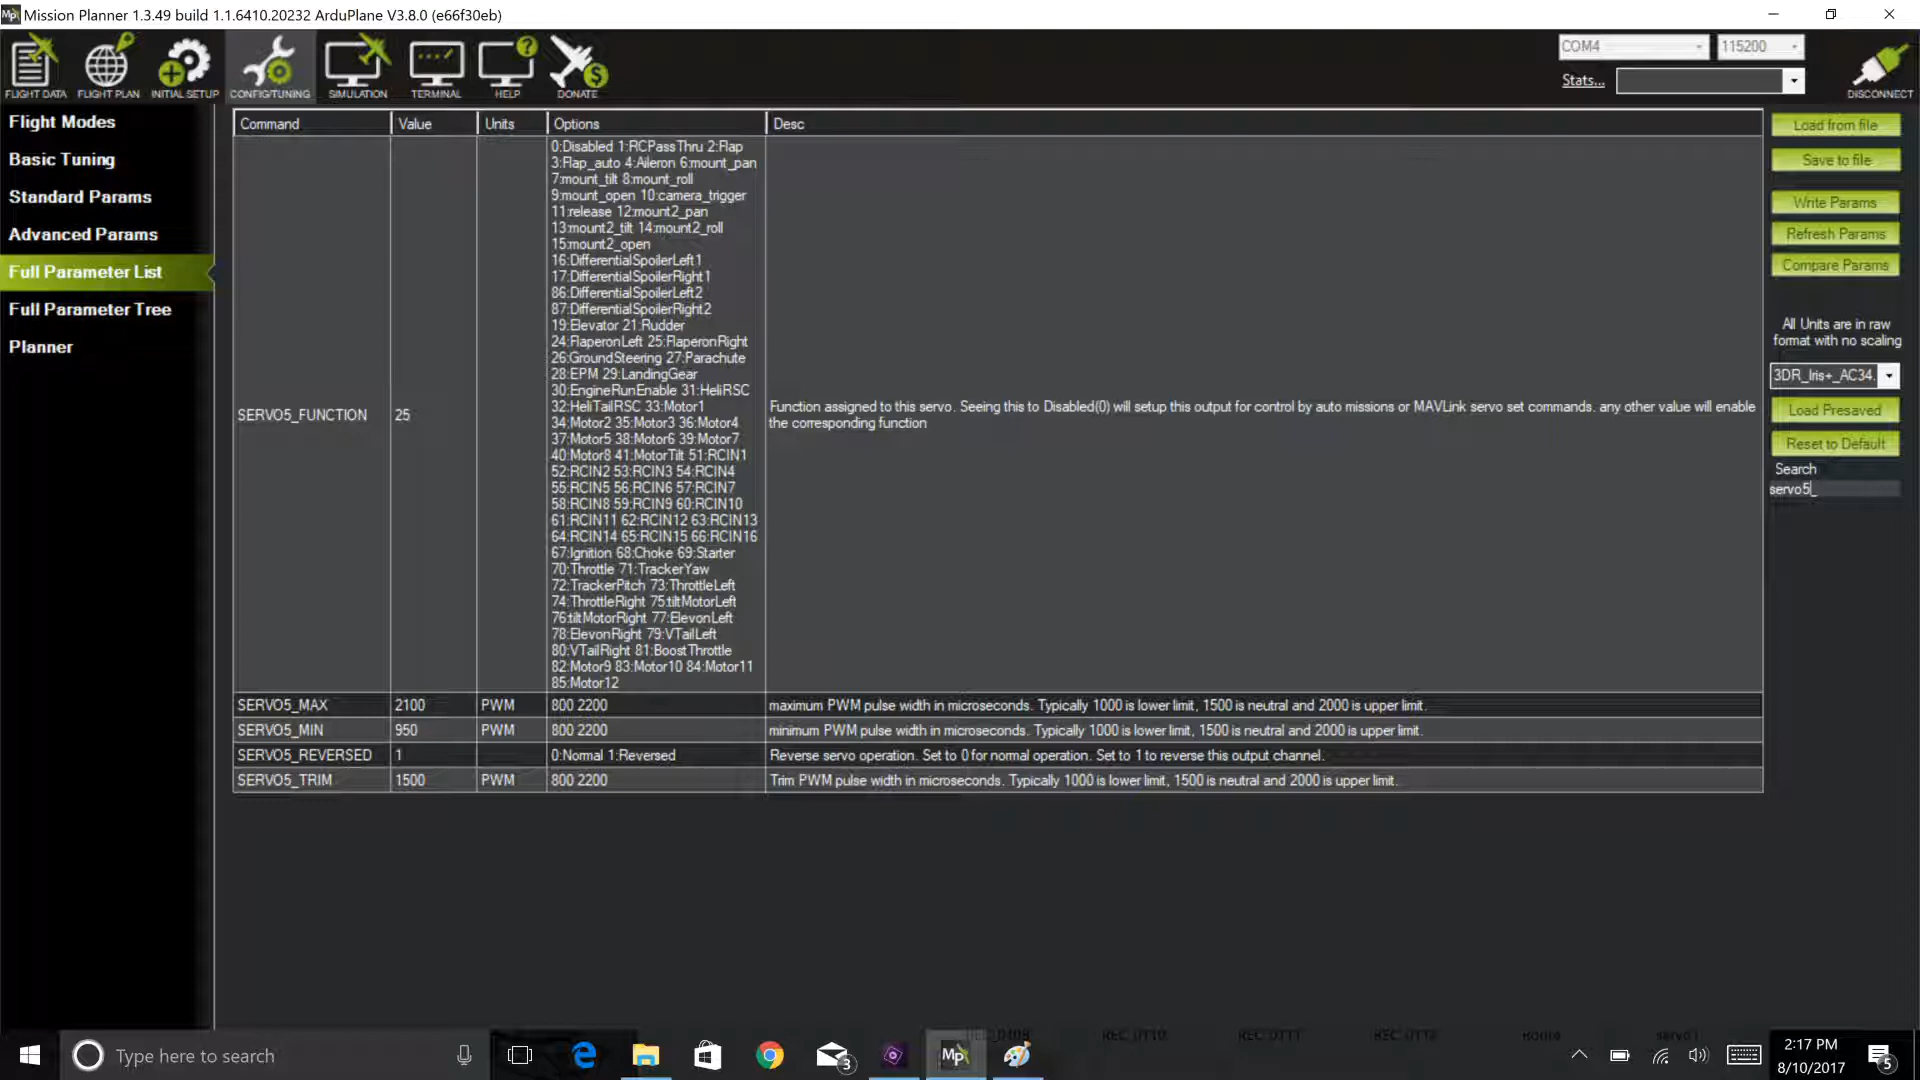 Mission Planner 1.3.49 build 1.1.6410.20232 ArduPlane V3.8.0 (e66f30eb)
FLIGHT DATA
FLIGHT PLAN
INITIAL SETUP
CONFIG/TUNING
SIMULATION
TERMINAL
HELP
DONATE
COM4
115200
Stats...
DISCONNECT
Flight Modes
Basic Tuning
Standard Params
Advanced Params
Full Parameter List
Full Parameter Tree
Planner
Command Value Units Options Desc
SERVO5_FUNCTION 25
0:Disabled 1:RCPassThru 2:Flap
3:Flap_auto 4:Aileron 6:mount_pan
7:mount_tilt 8:mount_roll
9:mount_open 10:camera_trigger
11:release 12:mount2_pan
13:mount2_tilt 14:mount2_roll
15:mount2_open
16:DifferentialSpoilerLeft1
17:DifferentialSpoilerRight1
86:DifferentialSpoilerLeft2
87:DifferentialSpoilerRight2
19:Elevator 21:Rudder
24:FlaperonLeft 25:FlaperonRight
26:GroundSteering 27:Parachute
28:EPM 29:LandingGear
30:EngineRunEnable 31:HeliRSC
32:HeliTailRSC 33:Motor1
34:Motor2 35:Motor3 36:Motor4
37:Motor5 38:Motor6 39:Motor7
40:Motor8 41:MotorTilt 51:RCIN1
52:RCIN2 53:RCIN3 54:RCIN4
55:RCIN5 56:RCIN6 57:RCIN7
58:RCIN8 59:RCIN9 60:RCIN10
61:RCIN11 62:RCIN12 63:RCIN13
64:RCIN14 65:RCIN15 66:RCIN16
67:Ignition 68:Choke 69:Starter
70:Throttle 71:TrackerYaw
72:TrackerPitch 73:ThrottleLeft
74:ThrottleRight 75:tiltMotorLeft
76:tiltMotorRight 77:ElevonLeft
78:ElevonRight 79:VTailLeft
80:VTailRight 81:BoostThrottle
82:Motor9 83:Motor10 84:Motor11
85:Motor12
Function assigned to this servo. Seeing this to Disabled(0) will setup this output for control by auto missions or MAVLink servo set commands. any other value will enable
the corresponding function
SERVO5_MAX 2100 PWM 800 2200 maximum PWM pulse width in microseconds. Typically 1000 is lower limit, 1500 is neutral and 2000 is upper limit.
SERVO5_MIN 950 PWM 800 2200 minimum PWM pulse width in microseconds. Typically 1000 is lower limit, 1500 is neutral and 2000 is upper limit.
SERVO5_REVERSED 1 0:Normal 1:Reversed Reverse servo operation. Set to 0 for normal operation. Set to 1 to reverse this output channel.
SERVO5_TRIM 1500 PWM 800 2200 Trim PWM pulse width in microseconds. Typically 1000 is lower limit, 1500 is neutral and 2000 is upper limit.
Load from file
Save to file
Write Params
Refresh Params
Compare Params
All Units are in raw
format with no scaling
3DR_Iris+_AC34.
Load Presaved
Reset to Default
Search
servo5_
Type here to search
3
Mp
2:17 PM
8/10/2017
5